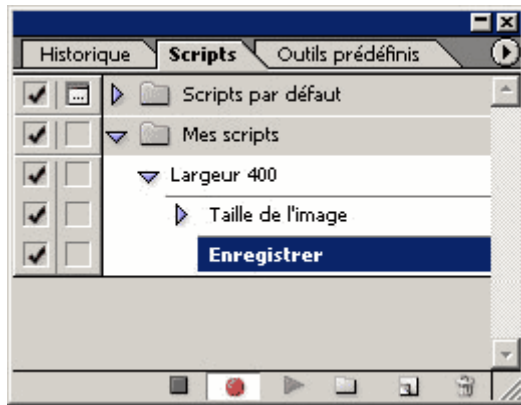 Historique Scripts Outils prédéfinis
Scripts par défaut
Mes scripts
Largeur 400
Taille de l'image
Enregistrer